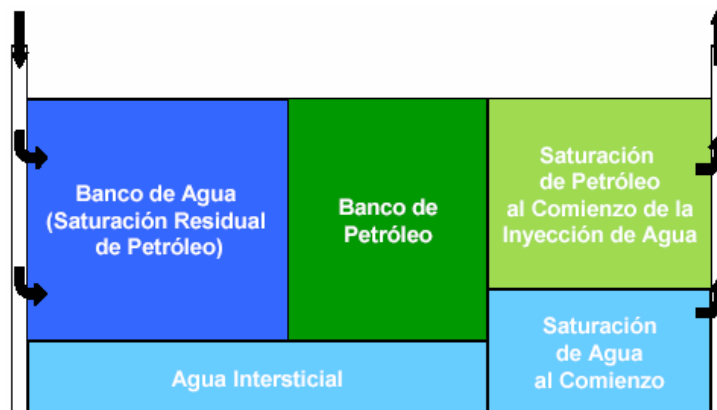 Banco de Agua
(Saturación Residual
de Petróleo)
Banco de
Petróleo
Saturación
de Petróleo
al Comienzo de la
Inyección de Agua
Agua Intersticial
Saturación
de Agua
al Comienzo